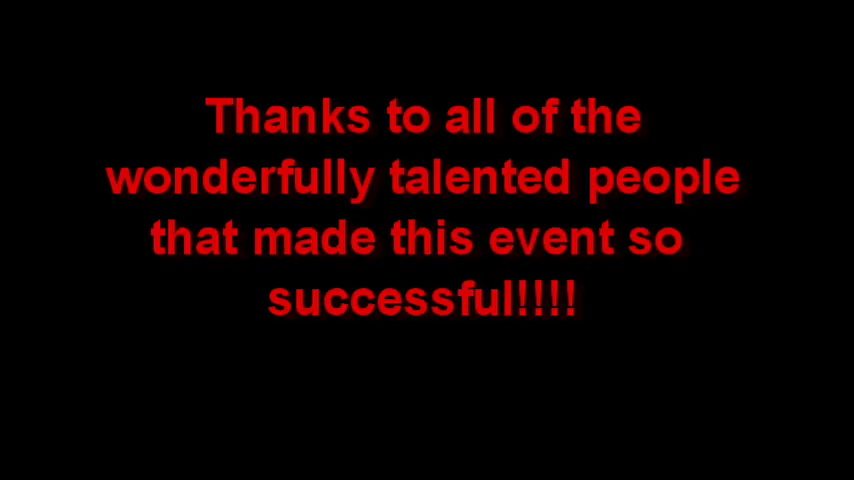 Thanks to all of the
wonderfully talented people
that made this event so
successful!!!!